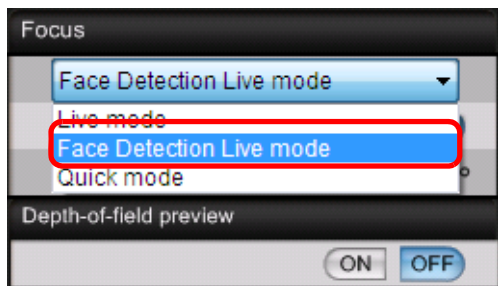 Focus
Face Detection Live mode
Live mode
Face Detection Live mode
Quick mode
Depth-of-field preview
ON OFF